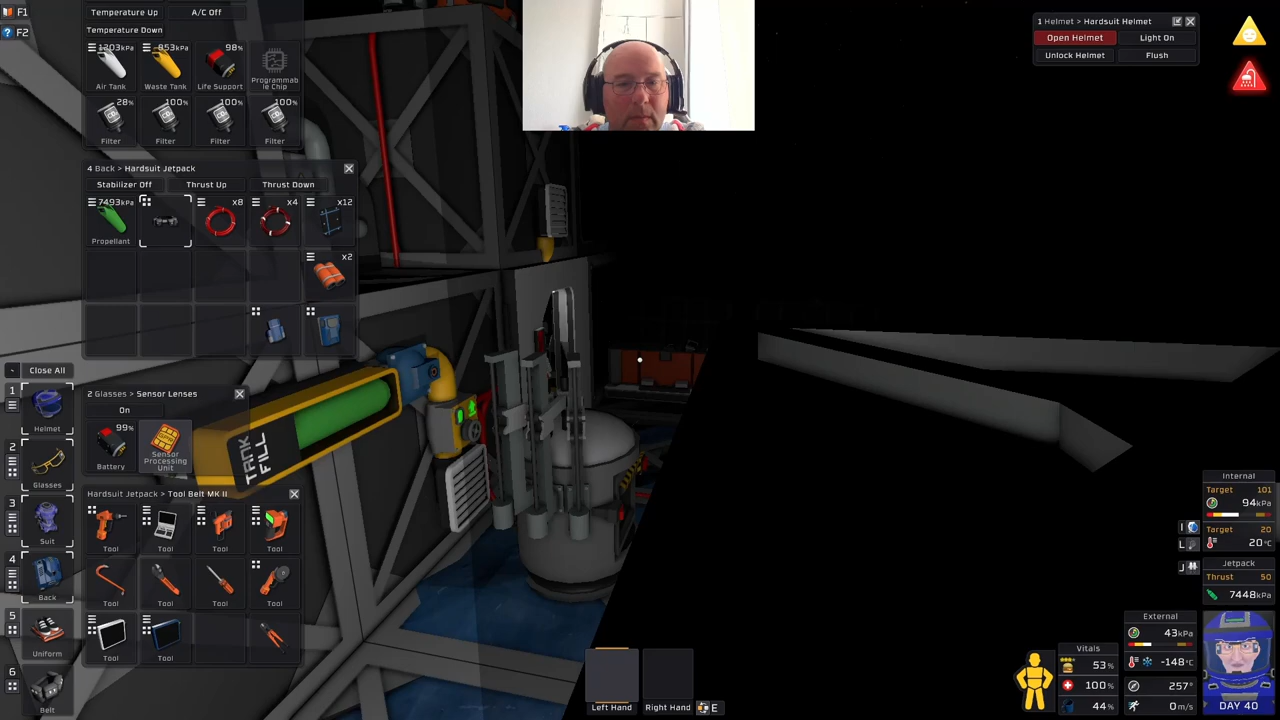 F1
F2
Temperature Up
A/C Off
Temperature Down
1303kPa
853kPa
98%
Air Tank
Waste Tank
Life Support
Programmab
le Chip
28%
100%
100%
100%
Filter
Filter
Filter
Filter
4 Back > Hardsuit Jetpack
Stabilizer Off
Thrust Up
Thrust Down
7493kPa
x8
x4
x12
Propellant
x2
Close All
1
Helmet
2
Glasses
3
Suit
4
Back
5
Uniform
6
Belt
2 Glasses > Sensor Lenses
On
99%
Battery
Sensor
Processing
Unit
TANK
FILL
Hardsuit Jetpack > Tool Belt MK II
Tool
Tool
Tool
Tool
Tool
Tool
Tool
Tool
Tool
Tool
Tool
1 Helmet > Hardsuit Helmet
Open Helmet
Light On
Unlock Helmet
Flush
Internal
Target 101
94kPa
Target 20
20°C
I
L
J
Jetpack
Thrust 50
7448kPa
External
43kPa
-148°C
257°
0m/s
Vitals
53%
100%
44%
DAY 40
Left Hand
Right Hand
E